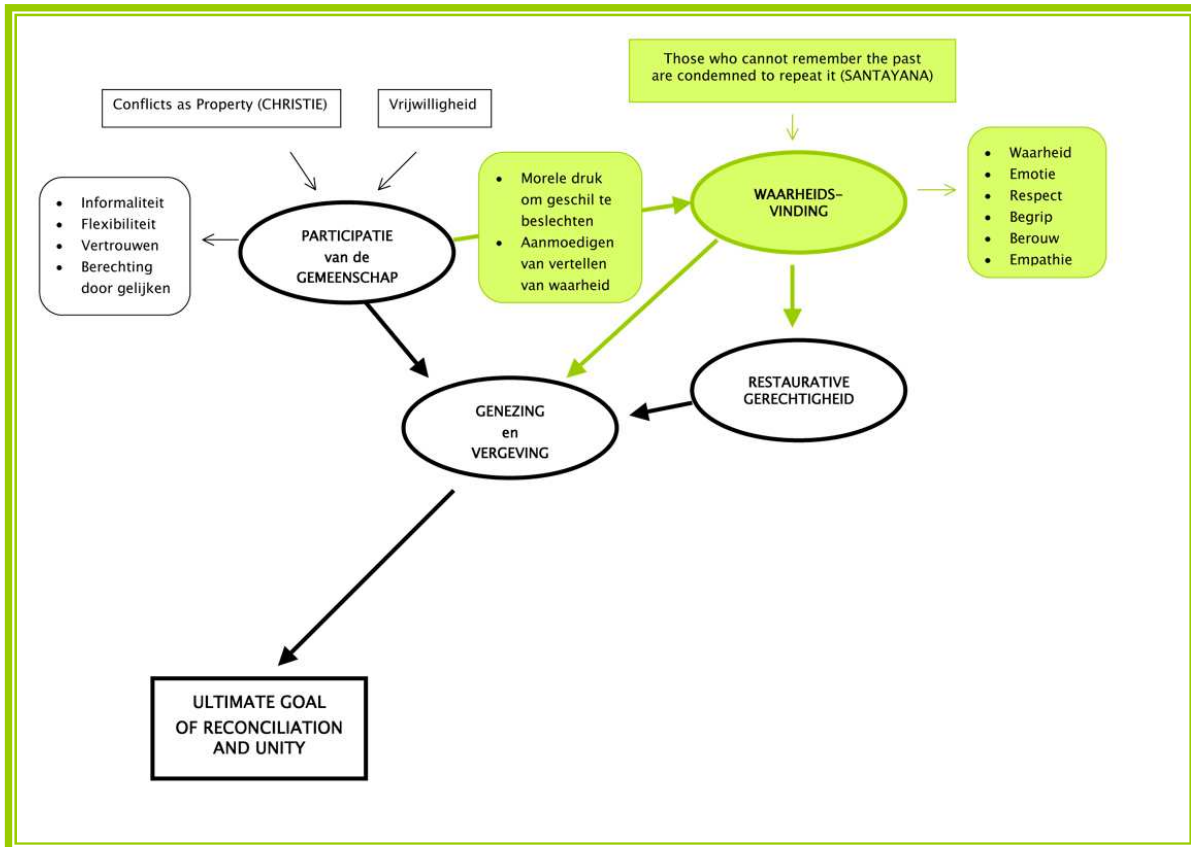 Those who cannot remember the past
are condemned to repeat it (SANTAYANA)
Conflicts as Property (CHRISTIE)
Vrijwilligheid
• Informaliteit
• Flexibiliteit
• Vertrouwen
• Berechting
door gelijken
PARTICIPATIE
van de
GEMEENSCHAP
• Morele druk
om geschil te
beslechten
• Aanmoedigen
van vertellen
van waarheid
WAARHEIDS-
VINDING
• Waarheid
• Emotie
• Respect
• Begrip
• Berouw
• Empathie
GENEZING
en
VERGEVING
RESTAURATIVE
GERECHTIGHEID
ULTIMATE GOAL
OF RECONCILIATION
AND UNITY